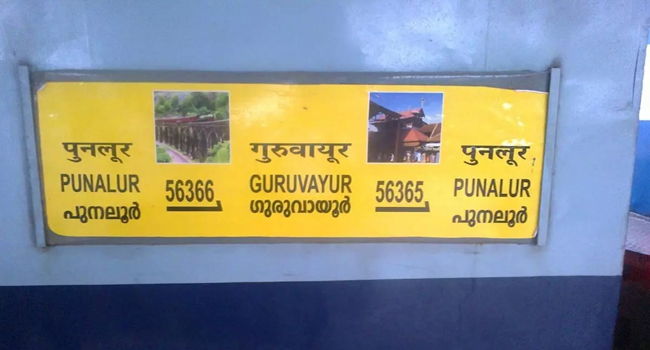 पुनलूर
PUNALUR
പുനലൂർ
56366
गुरुवायूर
GURUVAYUR
ഗുരുവായൂർ
56365
पुनलूर
PUNALUR
പുനലൂർ